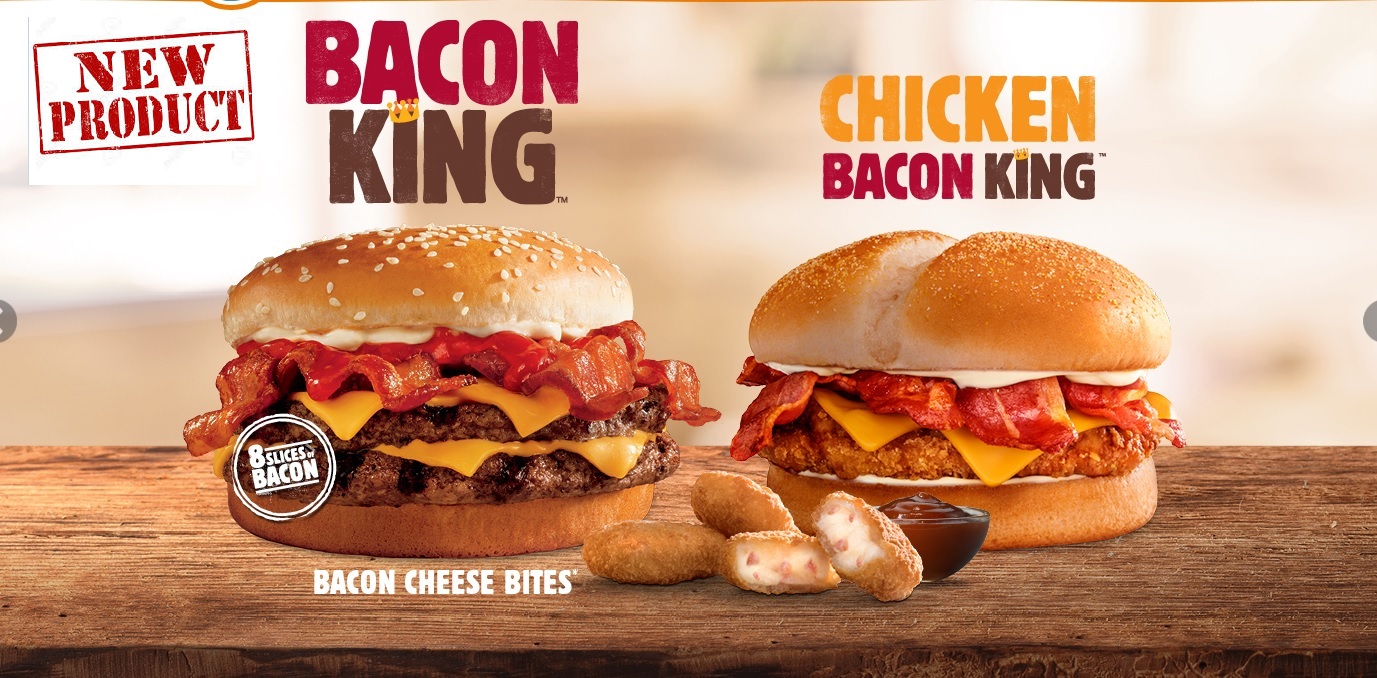 NEW
PRODUCT
BACON
KING™
CHICKEN
BACON KING™
8 SLICES OF
BACON
BACON CHEESE BITES*